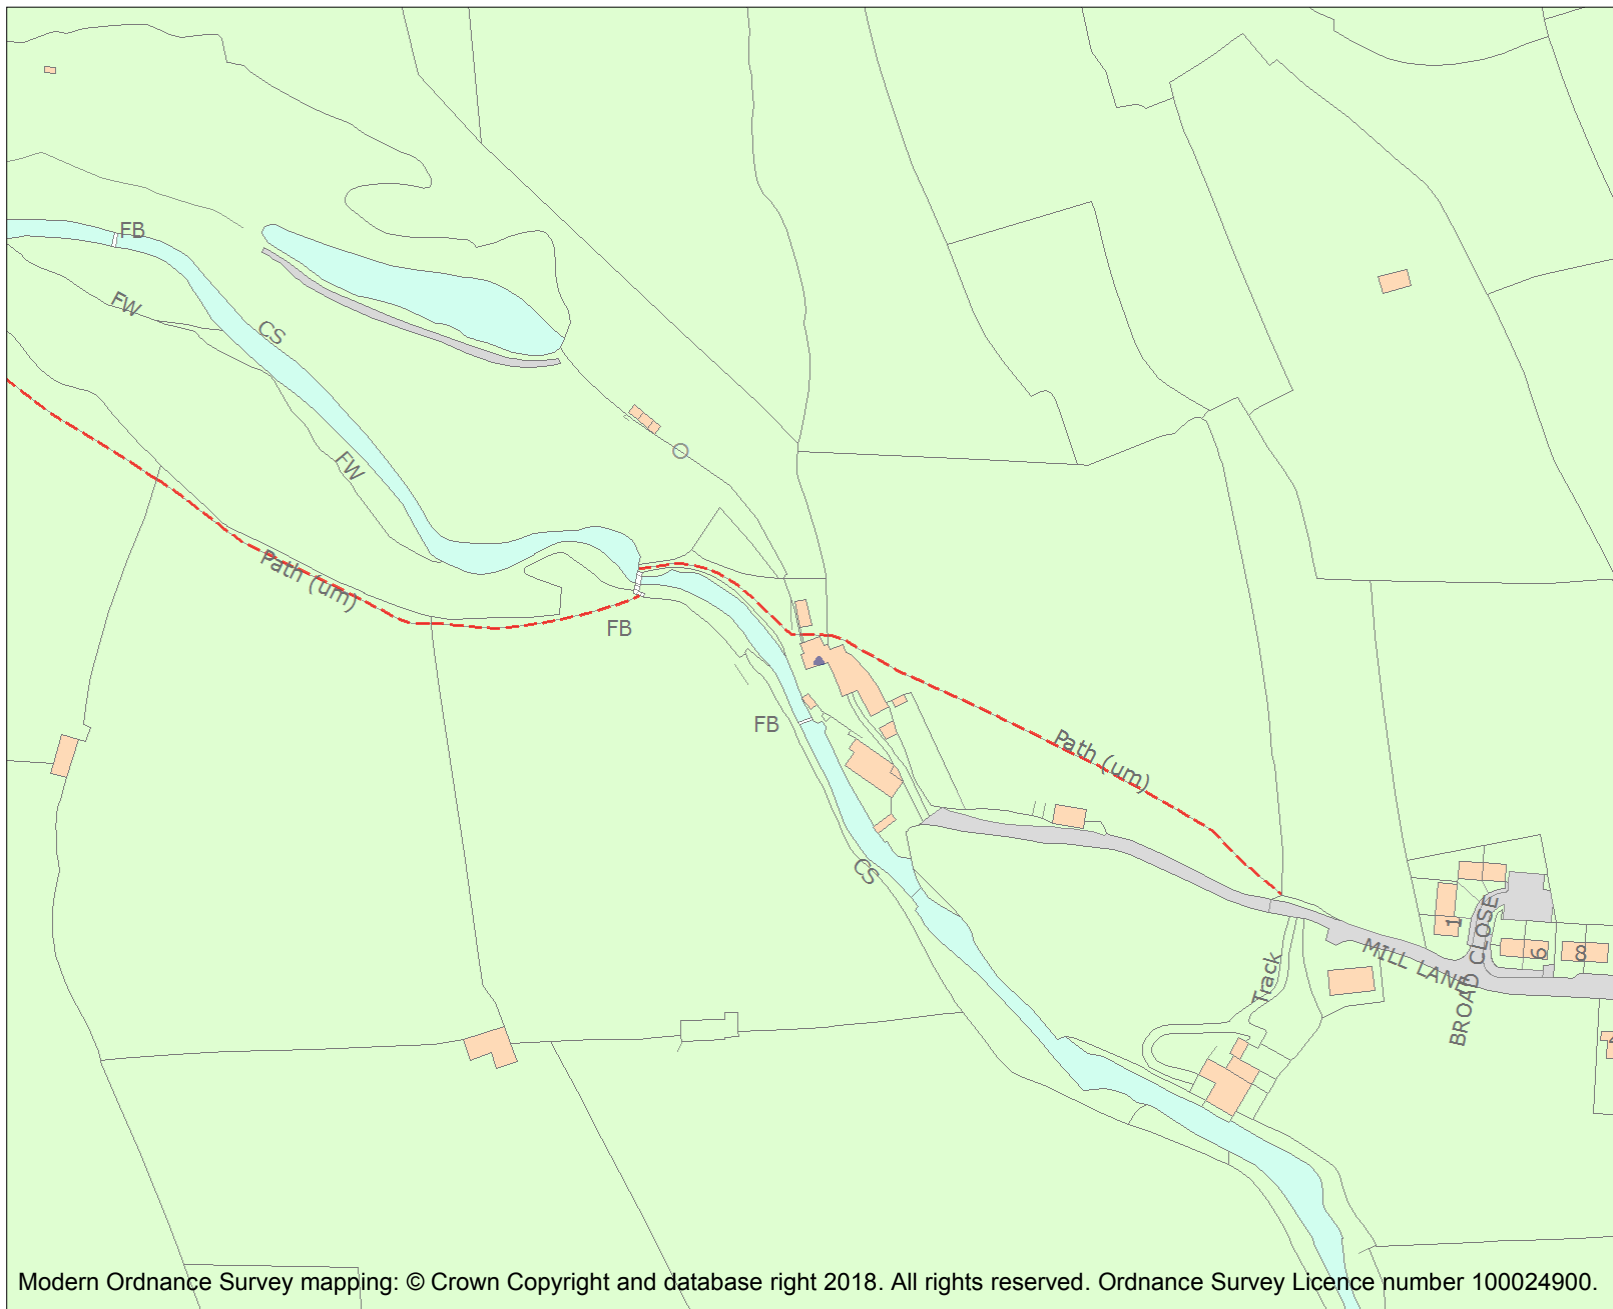 FB
FW
CS
FW
Path (um)
FB
FB
Path (um)
CS
1
BROAD CLOSE
6
8
MILL LANE
Track
Modern Ordnance Survey mapping: © Crown Copyright and database right 2018. All rights reserved. Ordnance Survey Licence number 100024900.